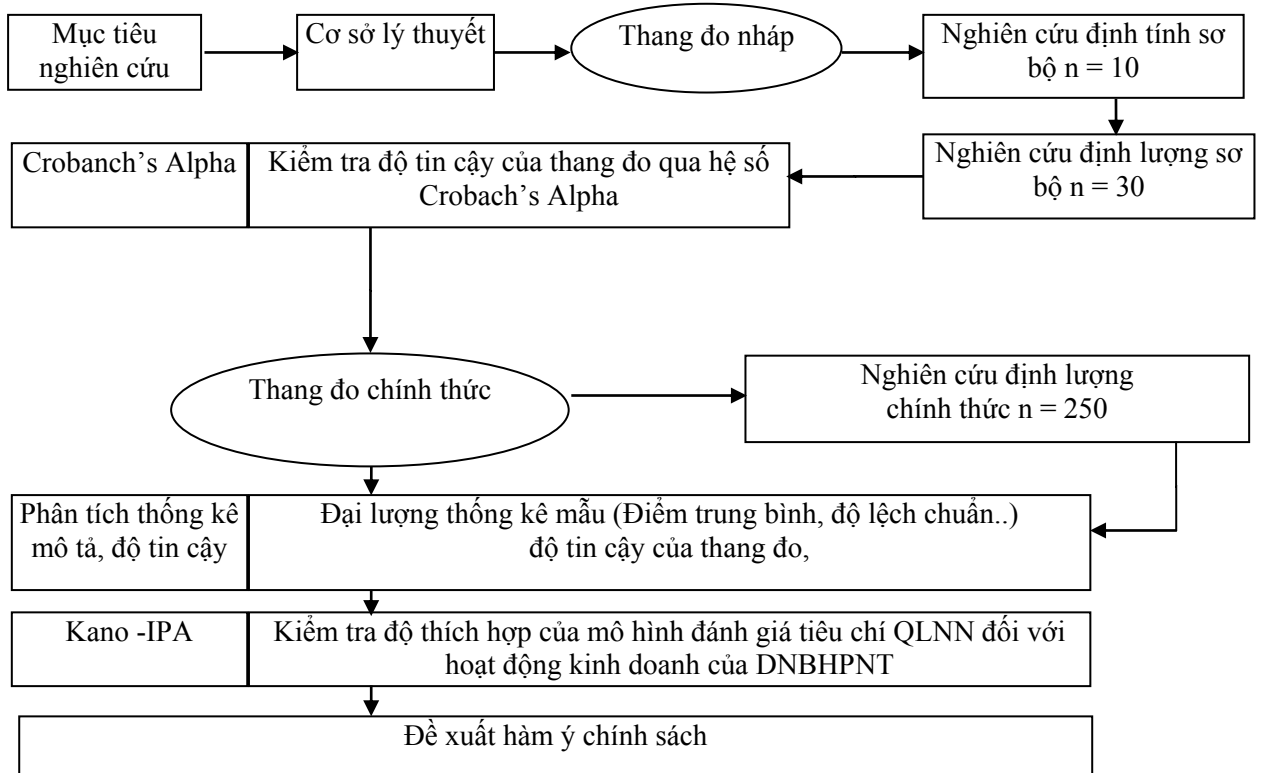 Mục tiêu
nghiên cứu
Cơ sở lý thuyết
Thang đo nháp
Nghiên cứu định tính sơ
bộ n = 10
Nghiên cứu định lượng sơ
bộ n = 30
Crobanch’s Alpha
Kiểm tra độ tin cậy của thang đo qua hệ số
Crobach’s Alpha
Thang đo chính thức
Nghiên cứu định lượng
chính thức n = 250
Phân tích thống kê
mô tả, độ tin cậy
Đại lượng thống kê mẫu (Điểm trung bình, độ lệch chuẩn..)
độ tin cậy của thang đo,
Kano -IPA
Kiểm tra độ thích hợp của mô hình đánh giá tiêu chí QLNN đối với
hoạt động kinh doanh của DNBHPNT
Đề xuất hàm ý chính sách